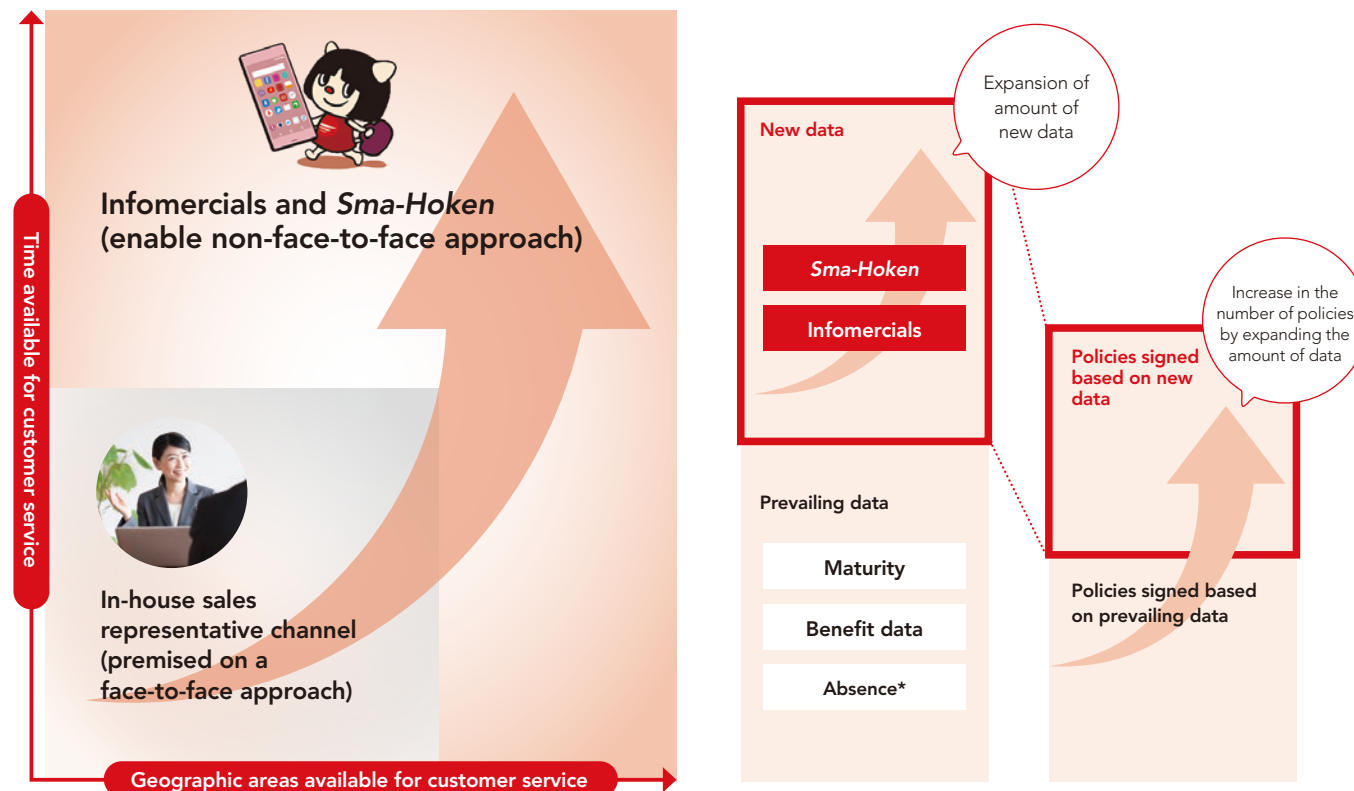 Infomercials and Sma-Hoken
(enable non-face-to-face approach)
Time available for customer service
In-house sales
representative channel
(premised on a
face-to-face approach)
Geographic areas available for customer service
Expansion of
amount of
new data
New data
Sma-Hoken
Infomercials
Prevailing data
Maturity
Benefit data
Absence*
Increase in the
number of policies
by expanding the
amount of data
Policies signed
based on new
data
Policies signed based
on prevailing data